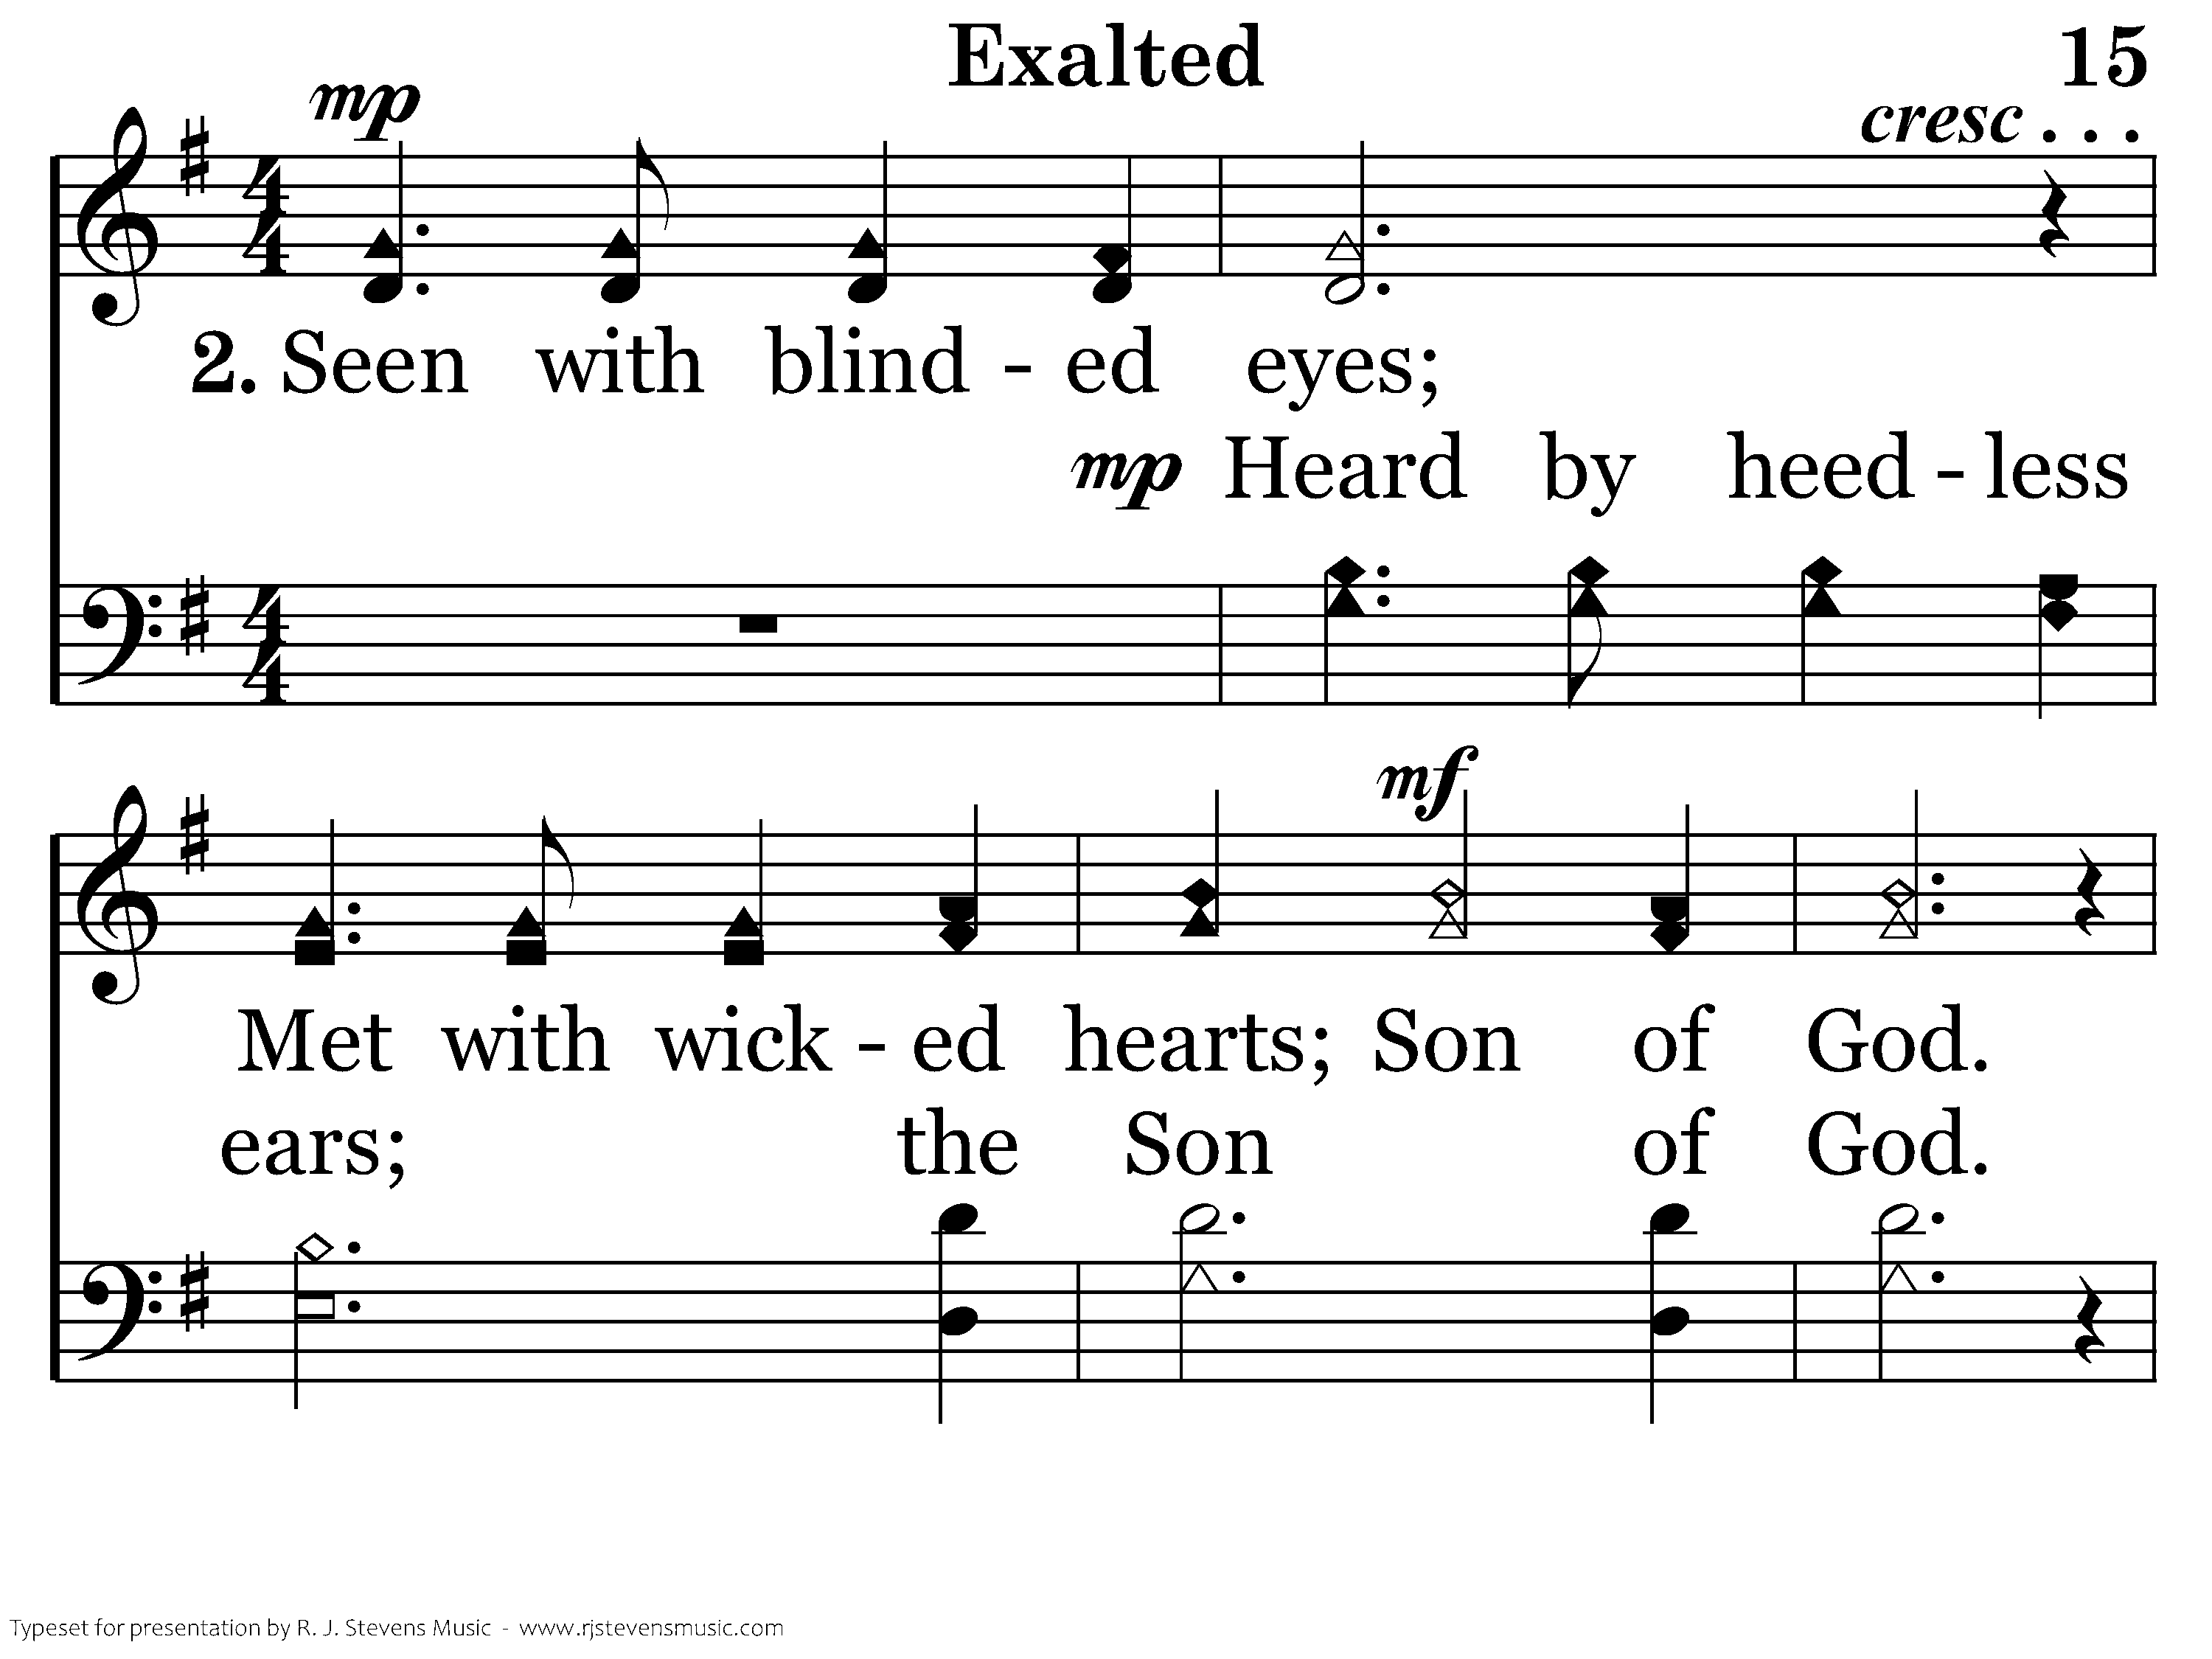 Exalted 15
mp cresc . . .
2. Seen with blind - ed eyes;
mp Heard by heed - less
mf
Met with wick - ed hearts; Son of God.
ears; the Son of God.
Typeset for presentation by R. J. Stevens Music - www.rjstevensmusic.com